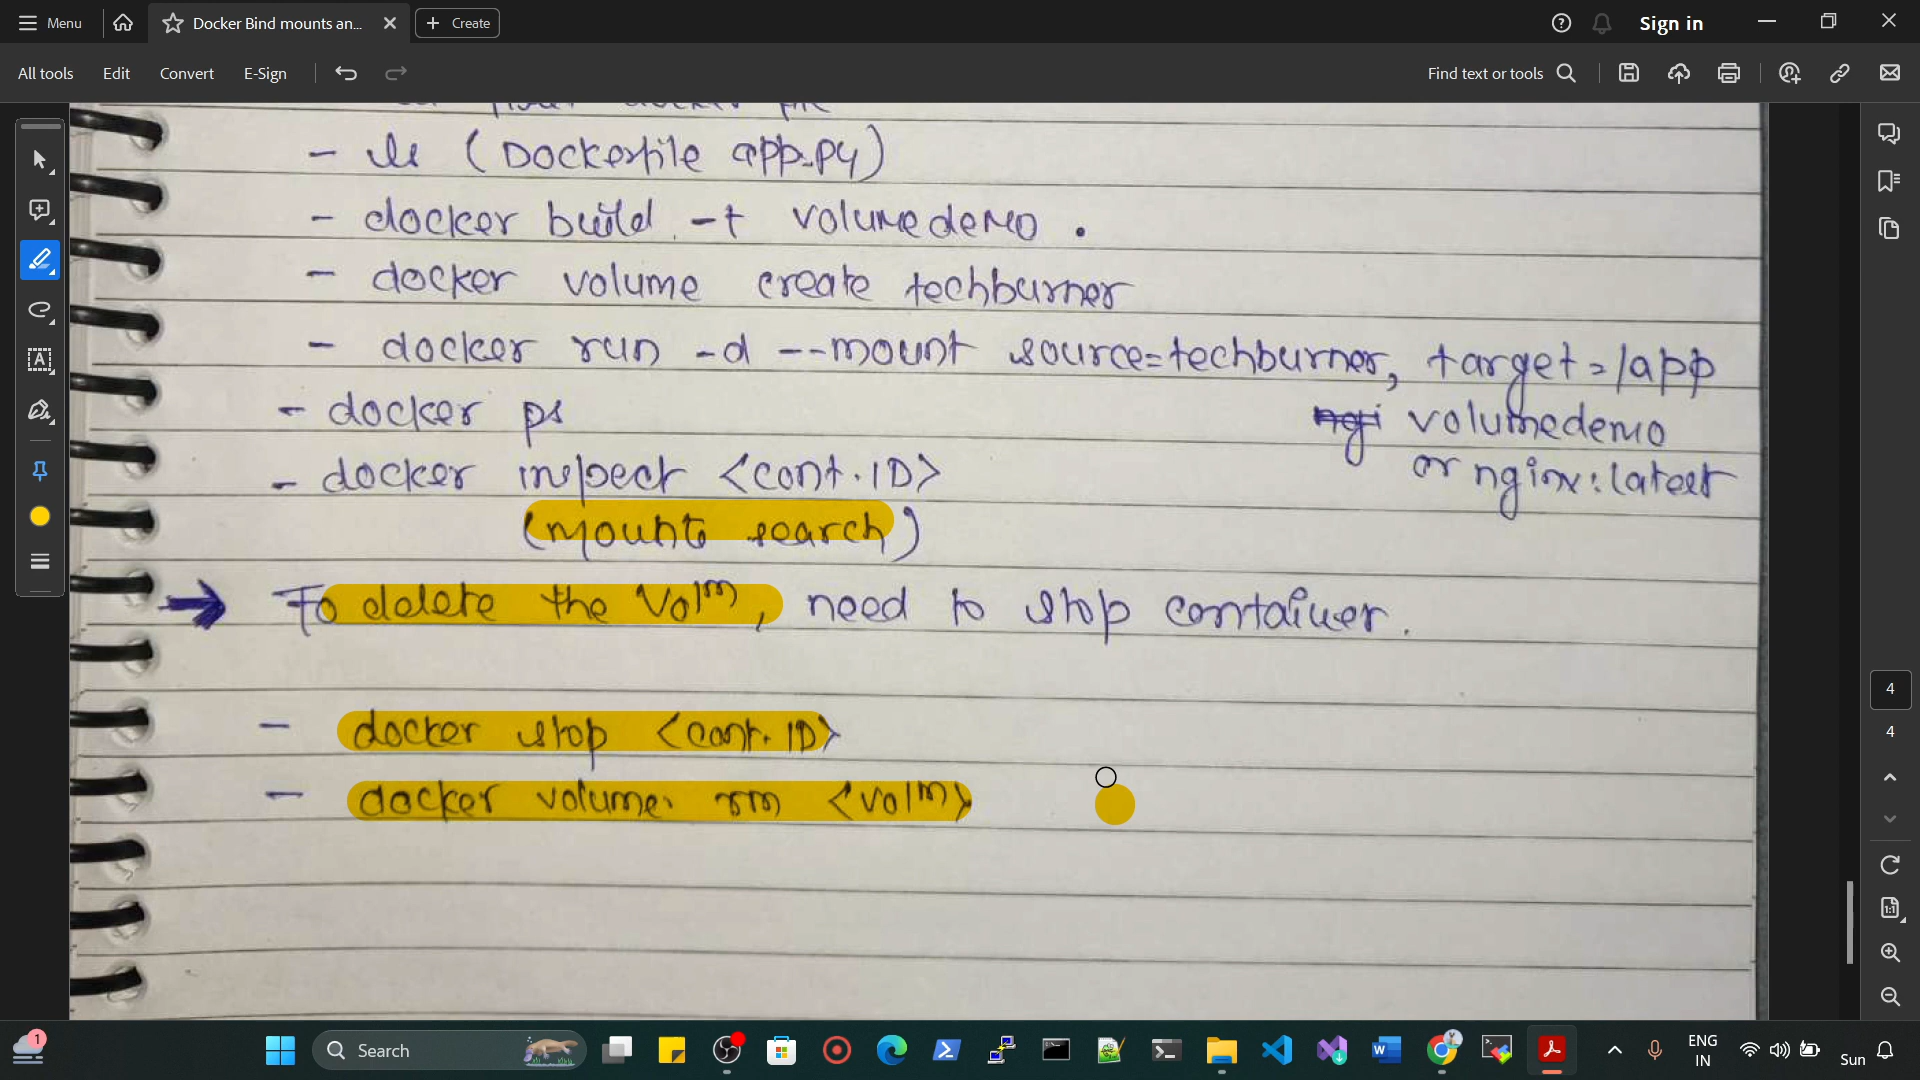 Menu
Docker Bind mounts an...
Create
Sign in
All tools
Edit
Convert
E-Sign
Find text or tools
- ls (Dockerfile app.py)
- docker build -t volumedemo .
- docker volume create techburner
- docker run -d --mount source=techburner, target=/app
volumedemo
or nginx:latest
- docker ps
- docker inspect <cont.ID>
(mounts search)
→ To delete the Volm, need to stop container.
- docker stop <cont. ID>
- docker volume rm <volm>
4
4
1
Search
ENG
IN
Sun